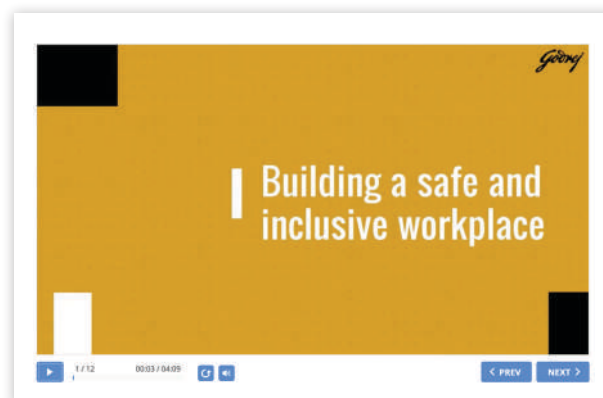 Godrej
Building a safe and
inclusive workplace
1 / 12
00:03 / 04:09
< PREV
NEXT >